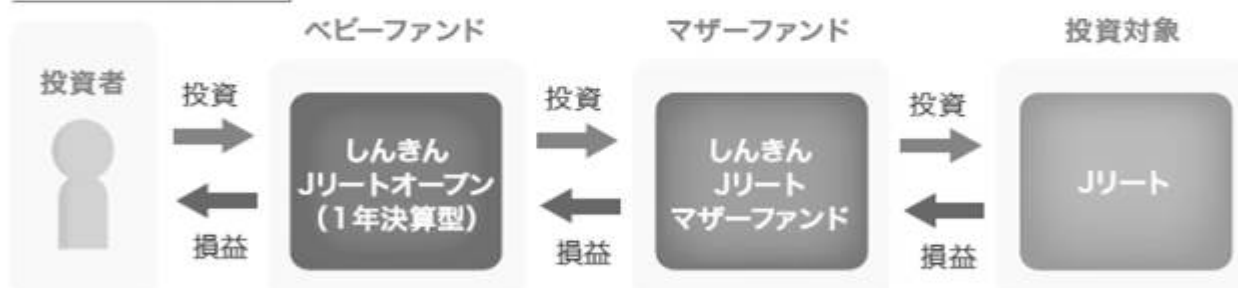 ベビーファンド
マザーファンド
投資対象
投資者
投資
投資
投資
しんきん
Jリートオープン
(1年決算型)
しんきん
Jリート
マザーファンド
Jリート
損益
損益
損益